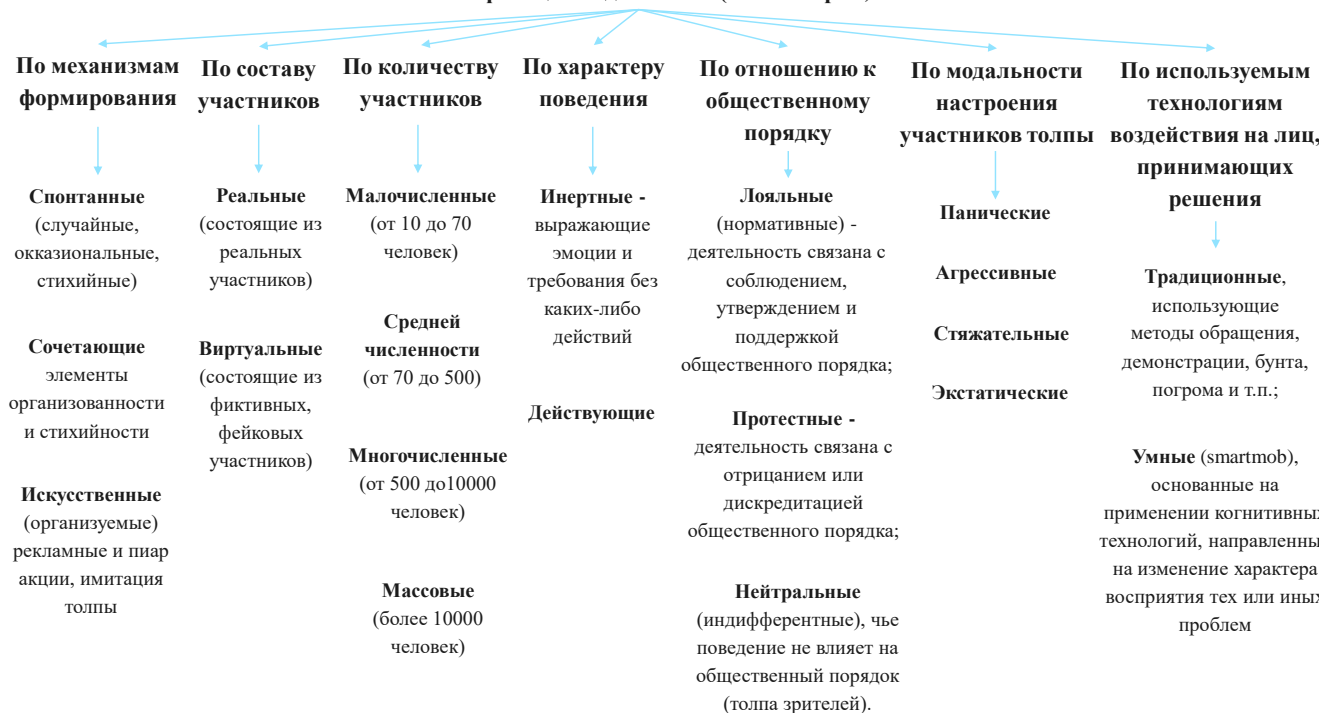 По механизмам
формирования
Спонтанные
(случайные,
окказиональные,
стихийные)
Сочетающие
элементы
организованности
и стихийности
Искусственные
(организуемые)
рекламные и пиар
акции, имитация
толпы
По составу
участников
Реальные
(состоящие из
реальных
участников)
Виртуальные
(состоящие из
фиктивных,
фейковых
участников)
По количеству
участников
Малочисленные
(от 10 до 70
человек)
Средней
численности
(от 70 до 500)
Многочисленные
(от 500 до10000
человек)
Массовые
(более 10000
человек)
По характеру
поведения
Инертные -
выражающие
эмоции и
требования без
каких-либо
действий
Действующие
По отношению к
общественному
порядку
Лояльные
(нормативные) -
деятельность связана с
соблюдением,
утверждением и
поддержкой
общественного порядка;
Протестные -
деятельность связана с
отрицанием или
дискредитацией
общественного порядка;
Нейтральные
(индифферентные), чье
поведение не влияет на
общественный порядок
(толпа зрителей).
По модальности
настроения
участников толпы
Панические
Агрессивные
Стяжательные
Экстатические
По используемым
технологиям
воздействия на лиц,
принимающих
решения
Традиционные,
использующие
методы обращения,
демонстрации, бунта,
погрома и т.п.;
Умные (smartmob),
основанные на
применении когнитивных
технологий, направленных
на изменение характера
восприятия тех или иных
проблем